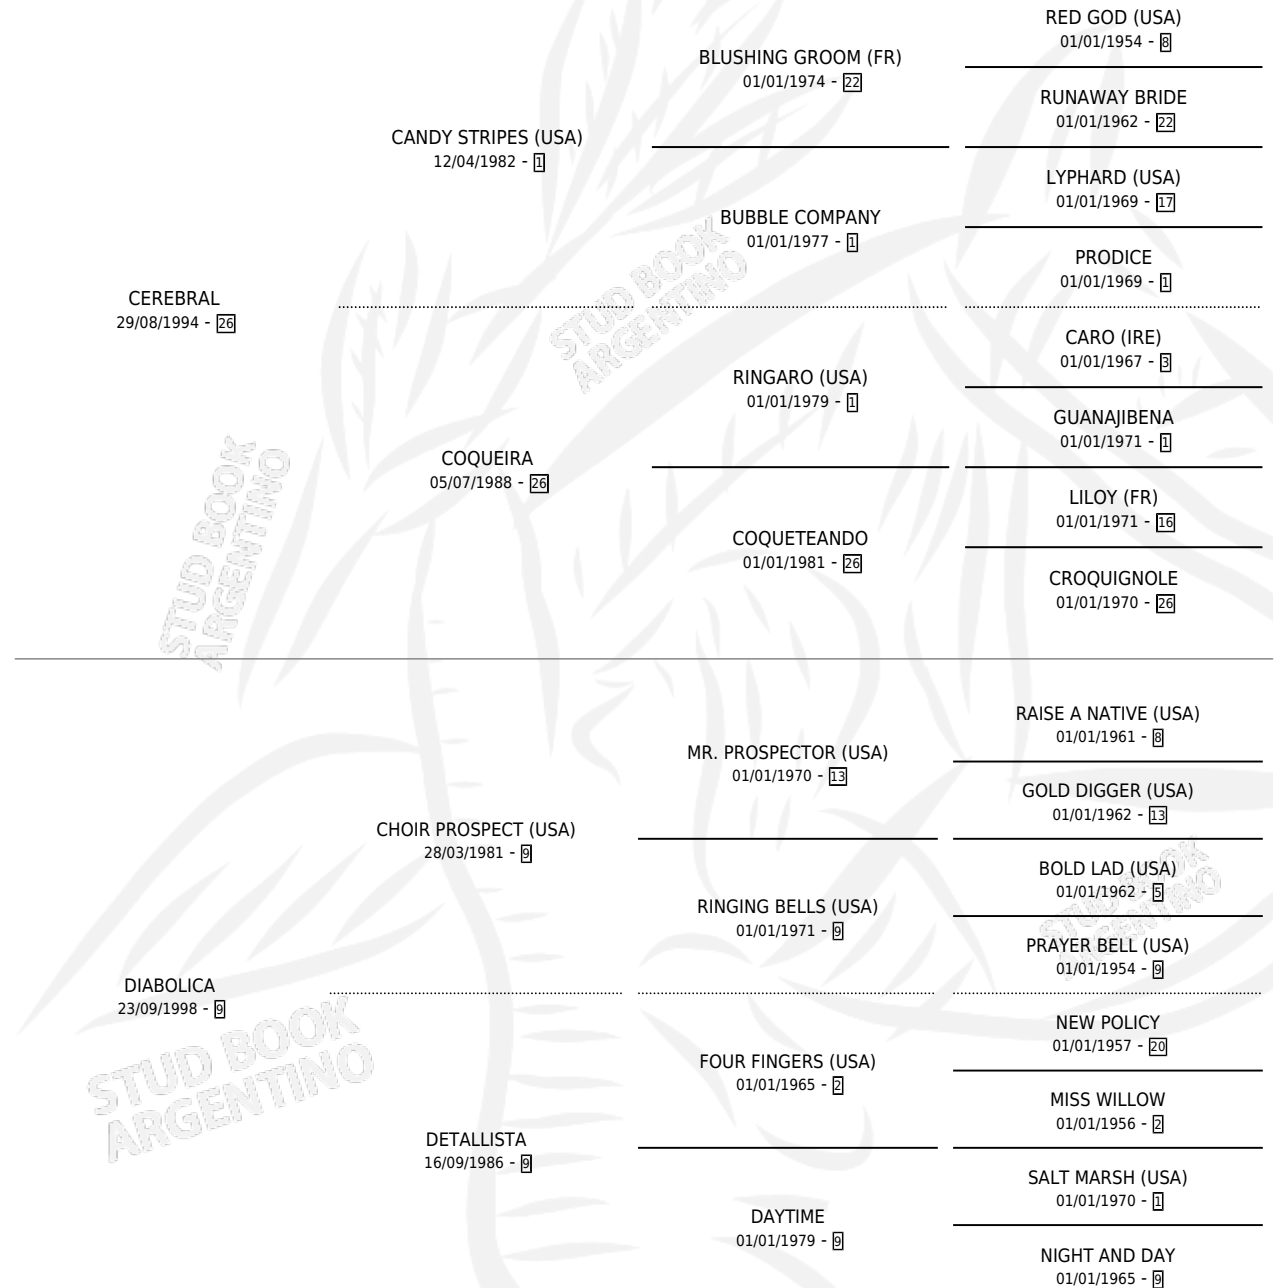 RED GOD (USA)
01/01/1954 - 8
BLUSHING GROOM (FR)
01/01/1974 - 22
RUNAWAY BRIDE
01/01/1962 - 22
CANDY STRIPES (USA)
12/04/1982 - 1
LYPHARD (USA)
01/01/1969 - 17
BUBBLE COMPANY
01/01/1977 - 1
PRODICE
01/01/1969 - 1
STUD BOOK
ARGENTINO
CEREBRAL
29/08/1994 - 26
CARO (IRE)
01/01/1967 - 3
RINGARO (USA)
01/01/1979 - 1
GUANAJIBENA
01/01/1971 - 1
COQUEIRA
05/07/1988 - 26
LILOY (FR)
01/01/1971 - 16
COQUETEANDO
01/01/1981 - 26
CROQUIGNOLE
01/01/1970 - 26
STUD BOOK
ARGENTINO
RAISE A NATIVE (USA)
01/01/1961 - 8
MR. PROSPECTOR (USA)
01/01/1970 - 13
GOLD DIGGER (USA)
01/01/1962 - 13
CHOIR PROSPECT (USA)
28/03/1981 - 9
BOLD LAD (USA)
01/01/1962 - 5
RINGING BELLS (USA)
01/01/1971 - 9
STUD BOOK
ARGENTINO
PRAYER BELL (USA)
01/01/1954 - 9
DIABOLICA
23/09/1998 - 9
NEW POLICY
01/01/1957 - 20
FOUR FINGERS (USA)
01/01/1965 - 2
MISS WILLOW
01/01/1956 - 2
STUD BOOK
ARGENTINO
DETALLISTA
16/09/1986 - 9
SALT MARSH (USA)
01/01/1970 - 1
DAYTIME
01/01/1979 - 9
NIGHT AND DAY
01/01/1965 - 9